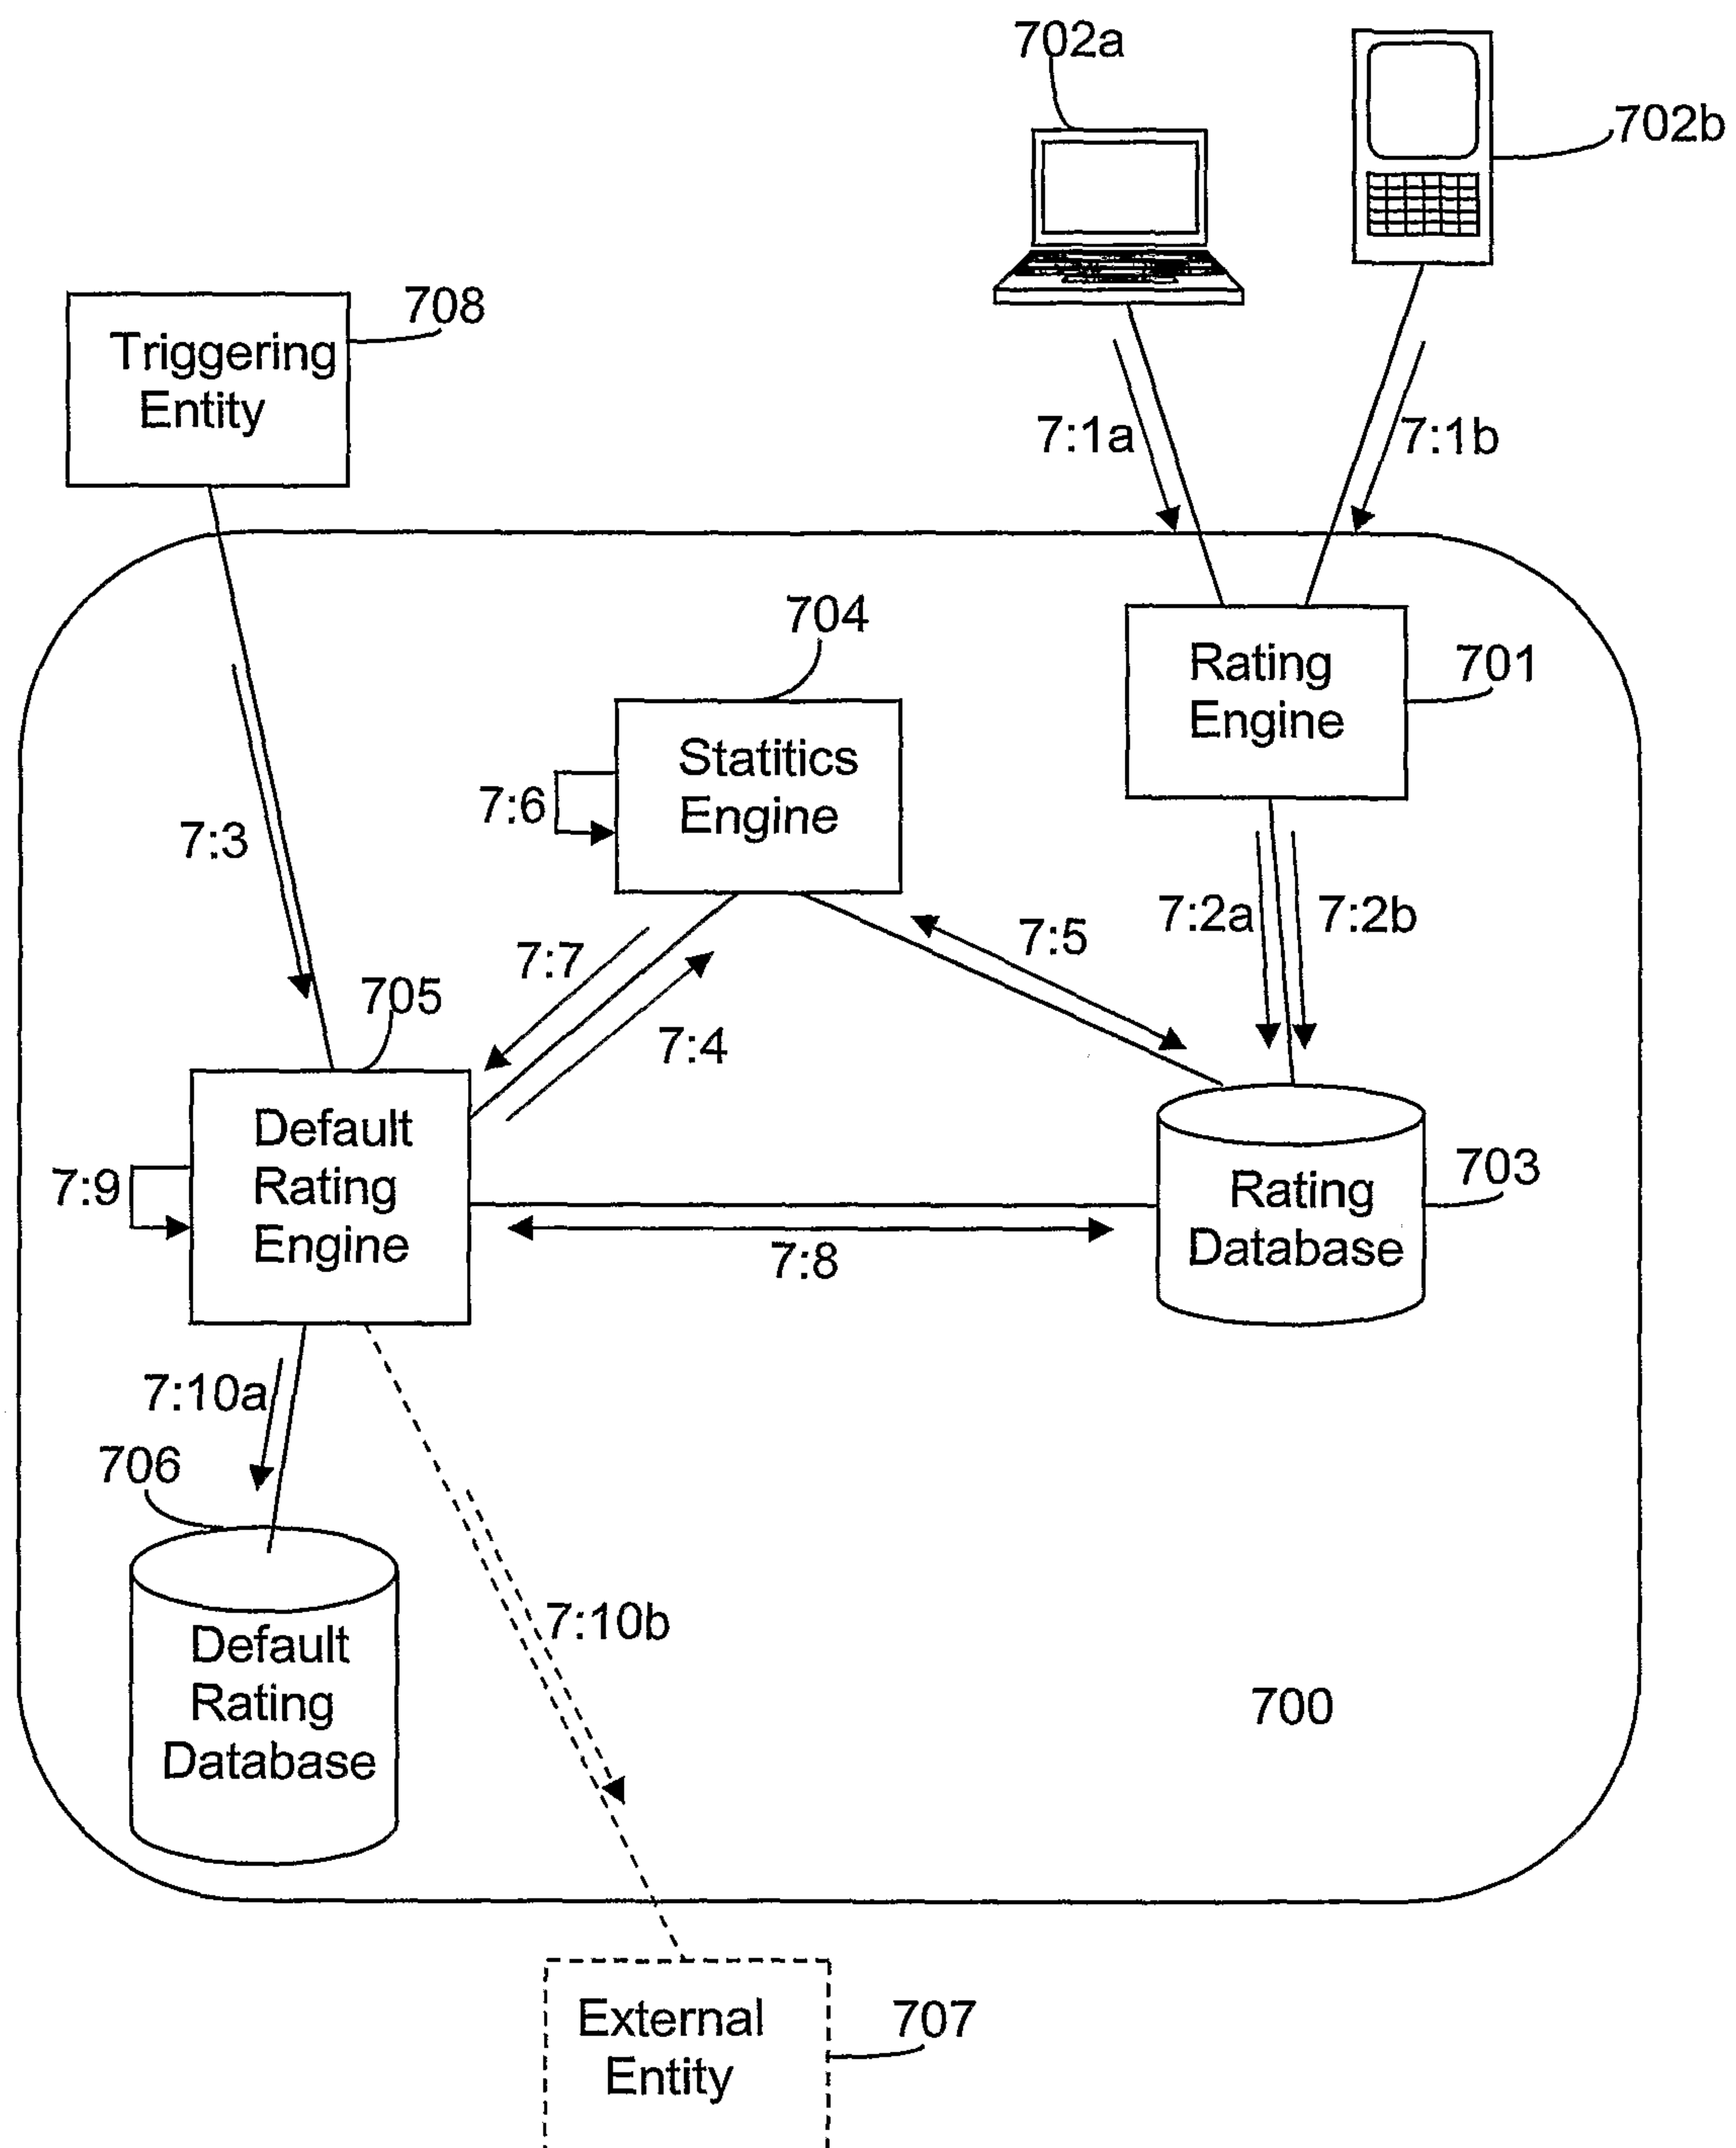 702a
702b
708
Triggering
Entity
7:1a
7:1b
704
Rating
Engine
701
Statitics
Engine
7:6
7:3
7:2a
7:2b
7:5
7:7
7:4
705
Default
Rating
Engine
7:9
703
Rating
Database
7:8
7:10a
706
7:10b
Default
Rating
Database
700
External
Entity
707